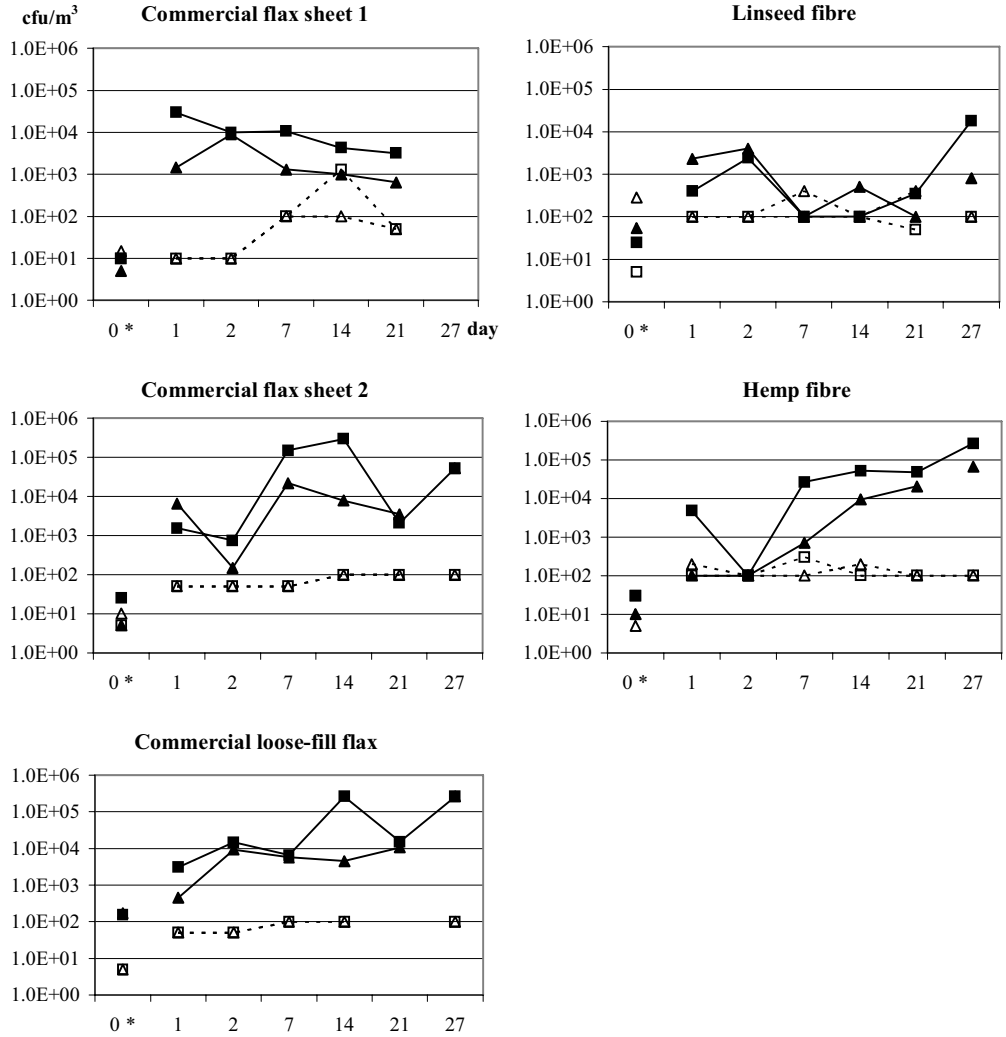 cfu/m³
Commercial flax sheet 1
1.0E+06
1.0E+05
1.0E+04
1.0E+03
1.0E+02
1.0E+01
1.0E+00
0 * 1 2 7 14 21 27 day
Linseed fibre
1.0E+06
1.0E+05
1.0E+04
1.0E+03
1.0E+02
1.0E+01
1.0E+00
0 * 1 2 7 14 21 27
Commercial flax sheet 2
1.0E+06
1.0E+05
1.0E+04
1.0E+03
1.0E+02
1.0E+01
1.0E+00
0 * 1 2 7 14 21 27
Hemp fibre
1.0E+06
1.0E+05
1.0E+04
1.0E+03
1.0E+02
1.0E+01
1.0E+00
0 * 1 2 7 14 21 27
Commercial loose-fill flax
1.0E+06
1.0E+05
1.0E+04
1.0E+03
1.0E+02
1.0E+01
1.0E+00
0 * 1 2 7 14 21 27